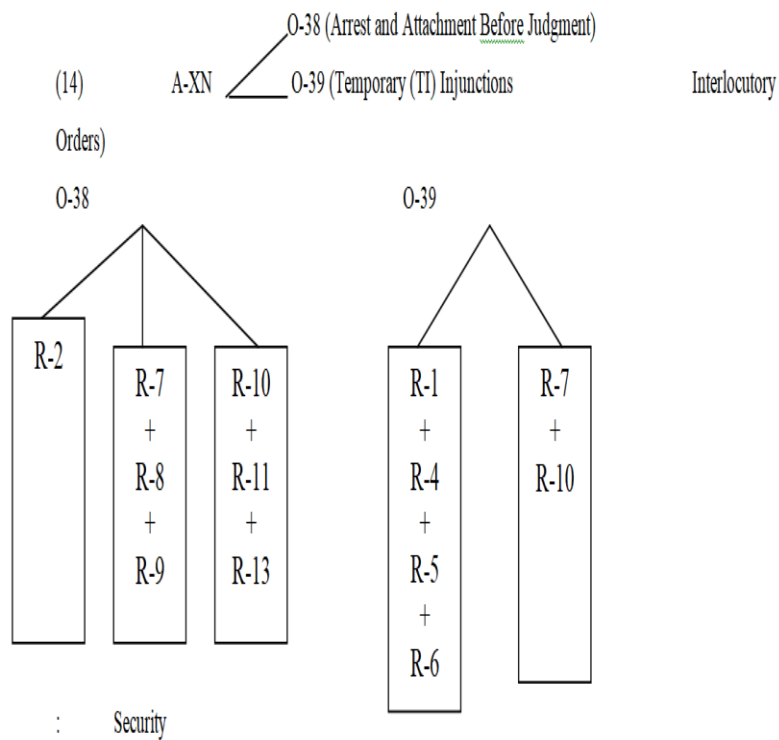 O-38 (Arrest and Attachment Before Judgment)
(14) A-XN O-39 (Temporary (TI) Injunctions Interlocutory
Orders)
O-38 O-39
R-2
R-7
+
R-8
+
R-9
R-10
+
R-11
+
R-13
R-1
+
R-4
+
R-5
+
R-6
R-7
+
R-10
: Security